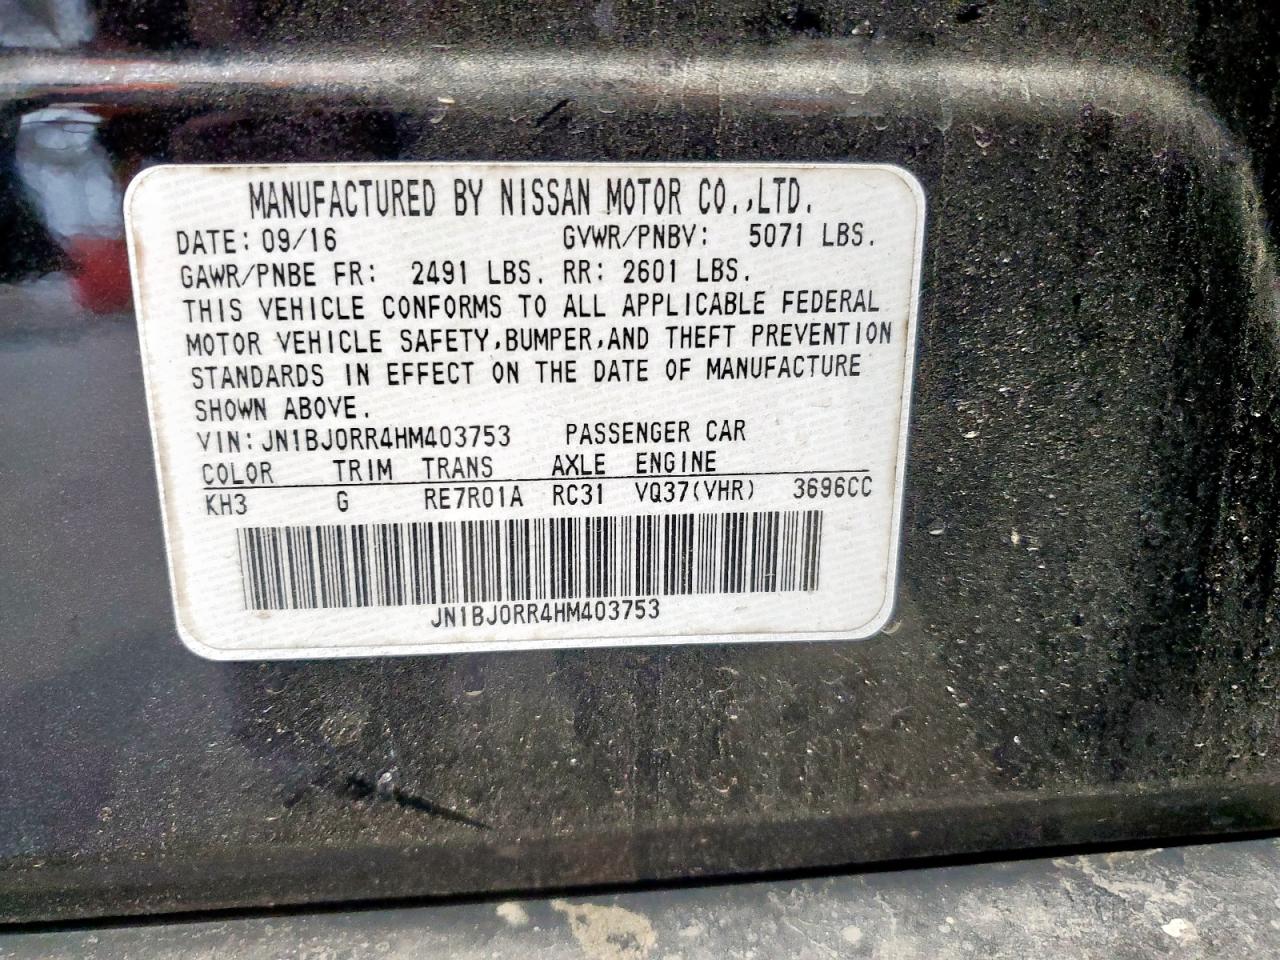 MANUFACTURED BY NISSAN MOTOR CO.,LTD.
DATE: 09/16 GVWR/PNBV: 5071 LBS.
GAWR/PNBE FR: 2491 LBS. RR: 2601 LBS.
THIS VEHICLE CONFORMS TO ALL APPLICABLE FEDERAL
MOTOR VEHICLE SAFETY,BUMPER,AND THEFT PREVENTION
STANDARDS IN EFFECT ON THE DATE OF MANUFACTURE
SHOWN ABOVE.
VIN: JN1BJ0RR4HM403753 PASSENGER CAR
COLOR TRIM TRANS AXLE ENGINE
KH3 G RE7R01A RC31 VQ37(VHR) 3696CC
JN1BJ0RR4HM403753